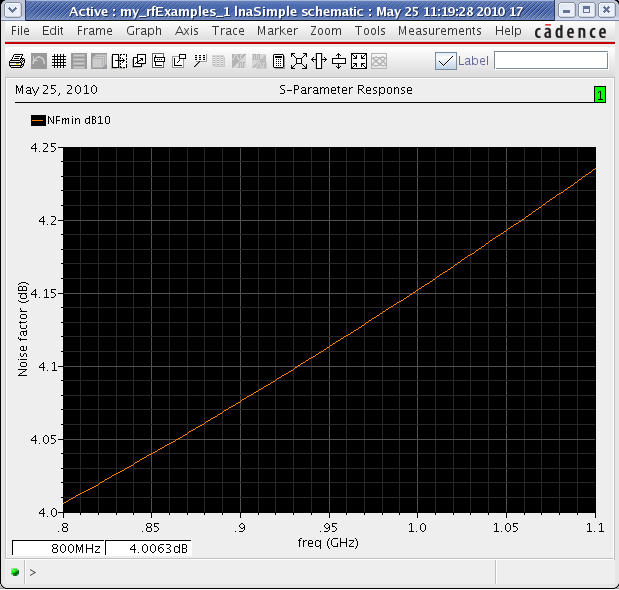 Active : my_rfExamples_1 lnaSimple schematic : May 25 11:19:28 2010 17
File Edit Frame Graph Axis Trace Marker Zoom Tools Measurements Help cādence
Label
May 25, 2010 S-Parameter Response 1
NFmin dB10
4.25
4.2
4.15
4.1
4.05
4.0
Noise factor (dB)
.8 .85 .9 .95 1.0 1.05 1.1
freq (GHz)
800MHz 4.0063dB
>